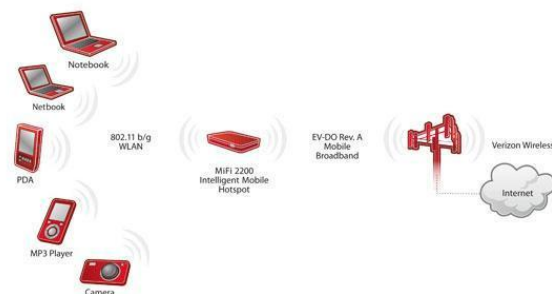 Notebook
Netbook
802.11 b/g
WLAN
EV-DO Rev. A
Mobile
Broadband
Verizon Wireless
PDA
MiFi 2200
Intelligent Mobile
Hotspot
Internet
MP3 Player
Camera